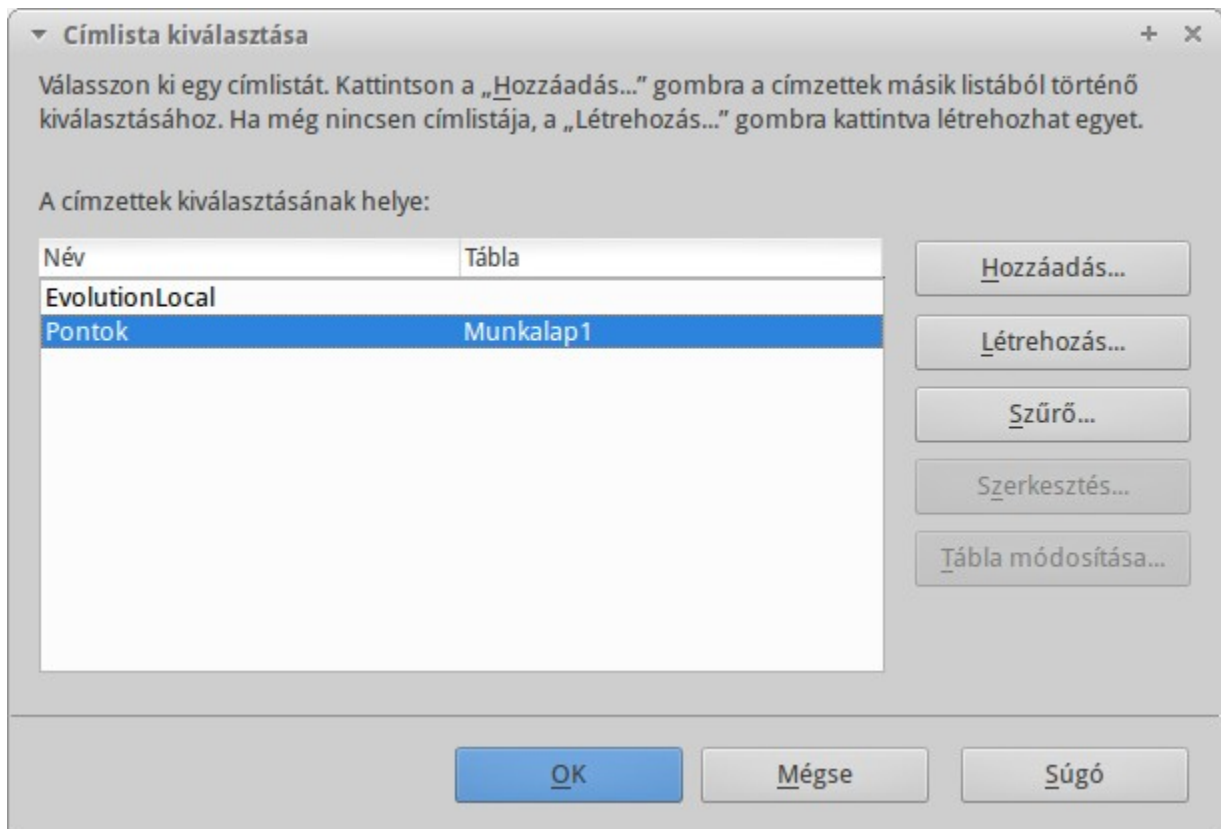 Címlista kiválasztása
Válasszon ki egy címlistát. Kattintson a „Hozzáadás...” gombra a címzettek másik listából történő
kiválasztásához. Ha még nincsen címlistája, a „Létrehozás...” gombra kattintva létrehozhat egyet.
A címzettek kiválasztásának helye:
Név Tábla
EvolutionLocal
Pontok Munkalap1
Hozzáadás...
Létrehozás...
Szűrő...
Szerkesztés...
Tábla módosítása...
OK Mégse Súgó